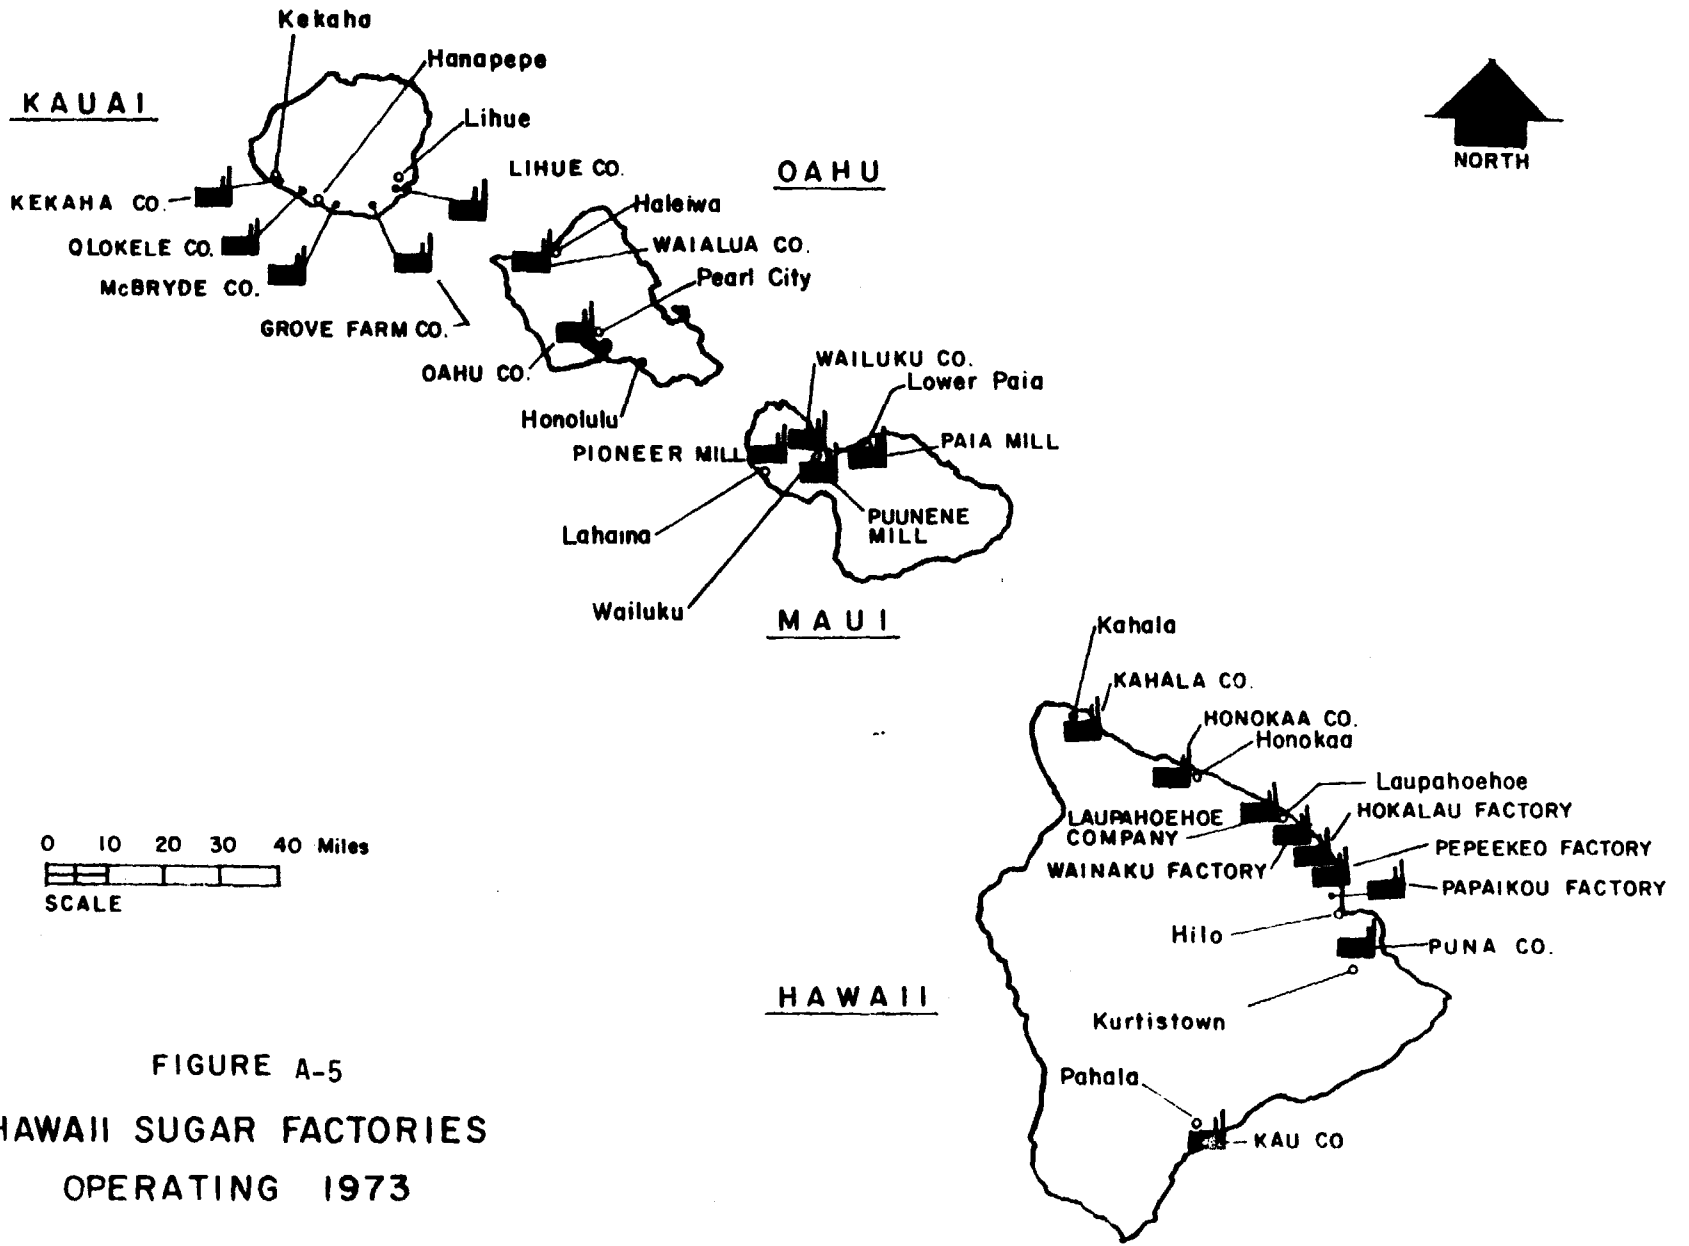 Kekaha
Hanapepe
KAUAI
Lihue
LIHUE CO.
OAHU
NORTH
KEKAHA CO.
Haleiwa
OLOKELE CO.
WAIALUA CO.
McBRYDE CO.
Pearl City
GROVE FARM CO.
OAHU CO.
WAILUKU CO.
Lower Paia
Honolulu
PIONEER MILL
PAIA MILL
Lahaina
PUUNENE
MILL
Wailuku
MAUI
Kahala
KAHALA CO.
HONOKAA CO.
Honokaa
Laupahoehoe
LAUPAHOEHOE
COMPANY
HOKALAU FACTORY
WAINAKU FACTORY
PEPEEKEO FACTORY
PAPAIKOU FACTORY
0 10 20 30 40 Miles
SCALE
Hilo
PUNA CO.
HAWAII
Kurtistown
Pahala
KAU CO
FIGURE A-5
HAWAII SUGAR FACTORIES
OPERATING 1973